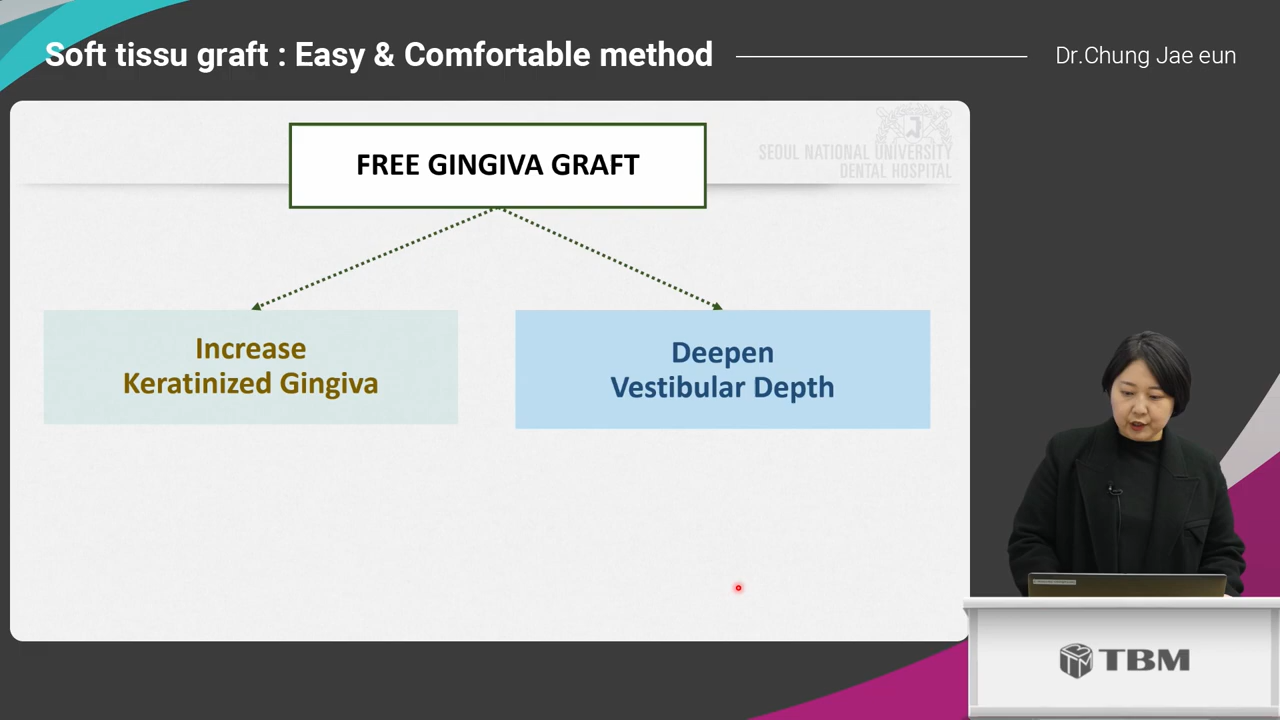 Soft tissu graft : Easy & Comfortable method
Dr.Chung Jae eun
SEOUL NATIONAL UNIVERSITY
DENTAL HOSPITAL
FREE GINGIVA GRAFT
Increase
Keratinized Gingiva
Deepen
Vestibular Depth
TBM